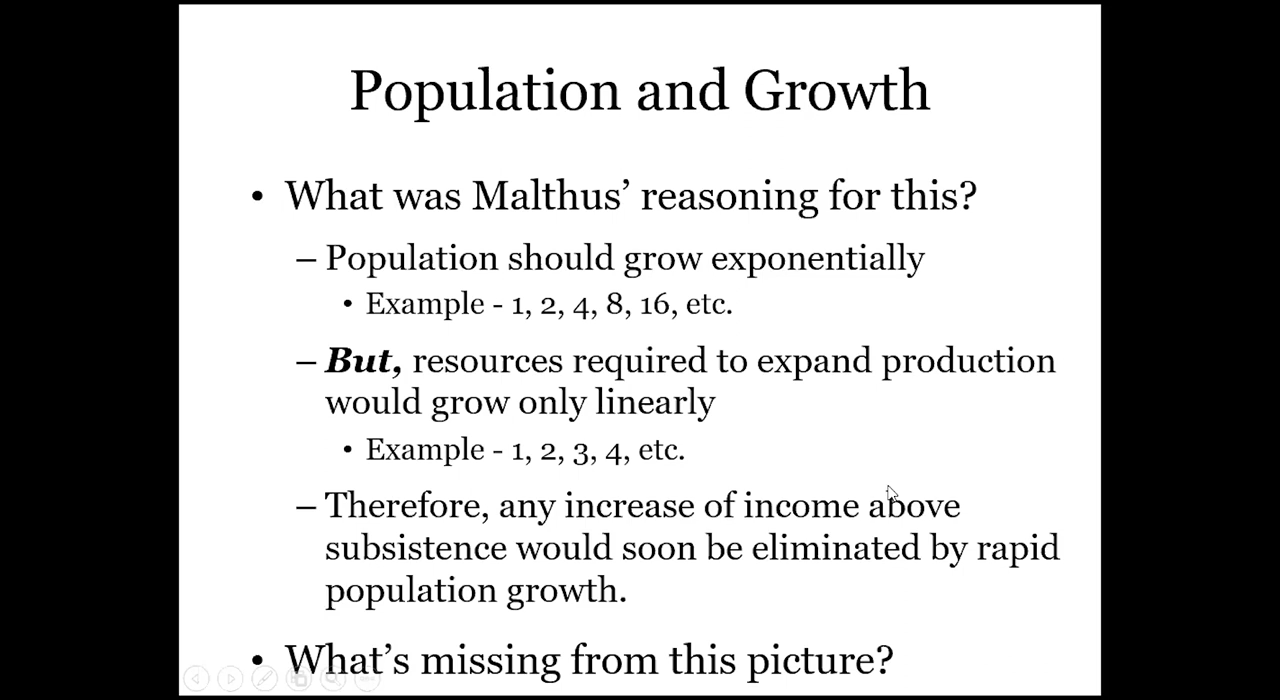 Population and Growth
• What was Malthus’ reasoning for this?
– Population should grow exponentially
• Example - 1, 2, 4, 8, 16, etc.
– But, resources required to expand production
would grow only linearly
• Example - 1, 2, 3, 4, etc.
– Therefore, any increase of income above
subsistence would soon be eliminated by rapid
population growth.
• What’s missing from this picture?